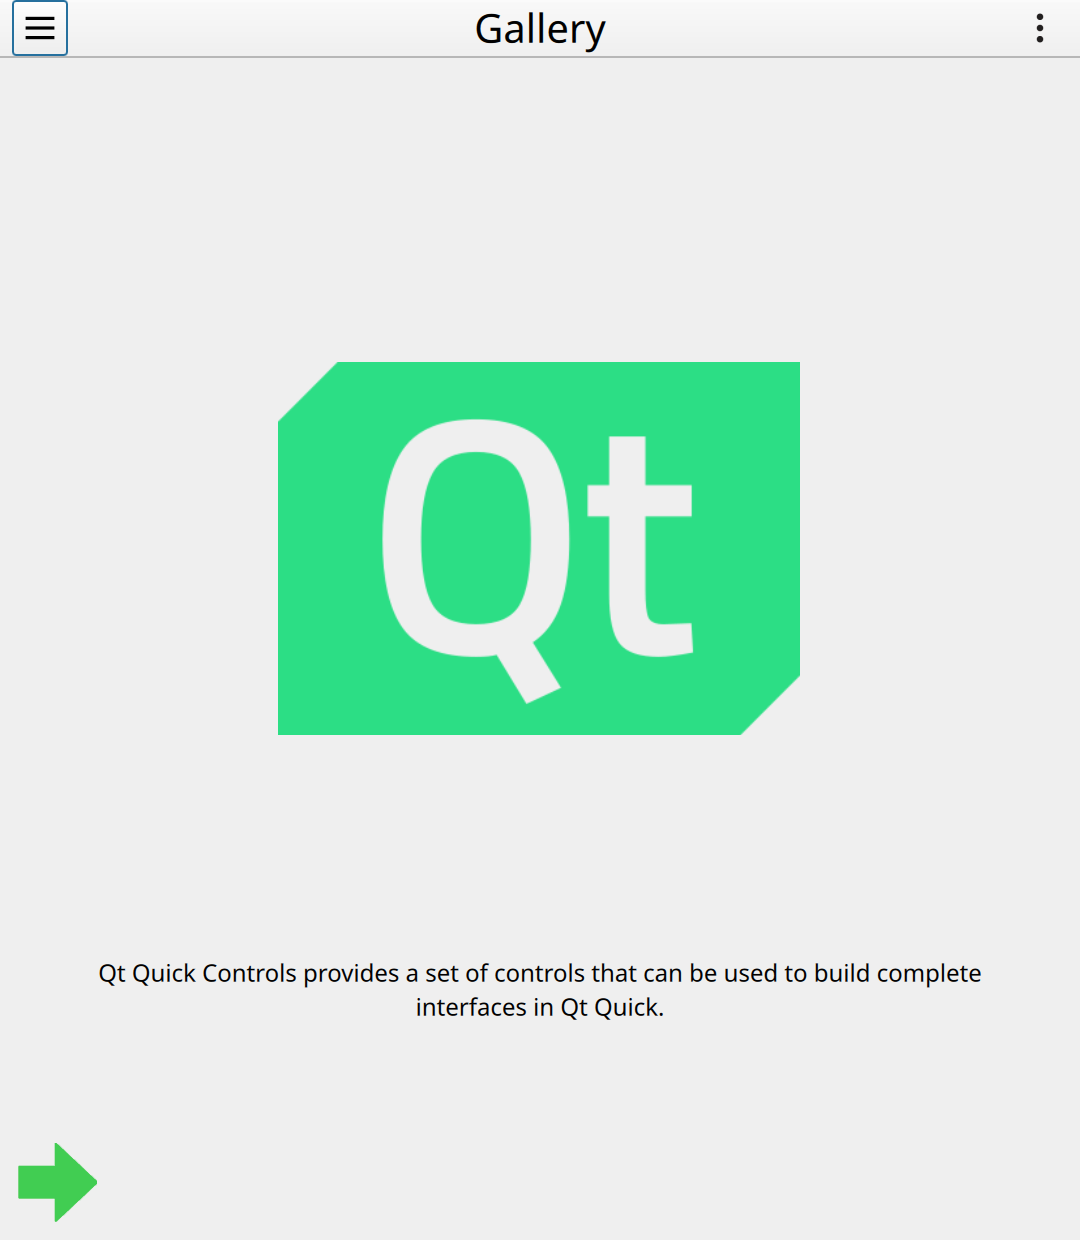 Gallery
Qt
Qt Quick Controls provides a set of controls that can be used to build complete
interfaces in Qt Quick.